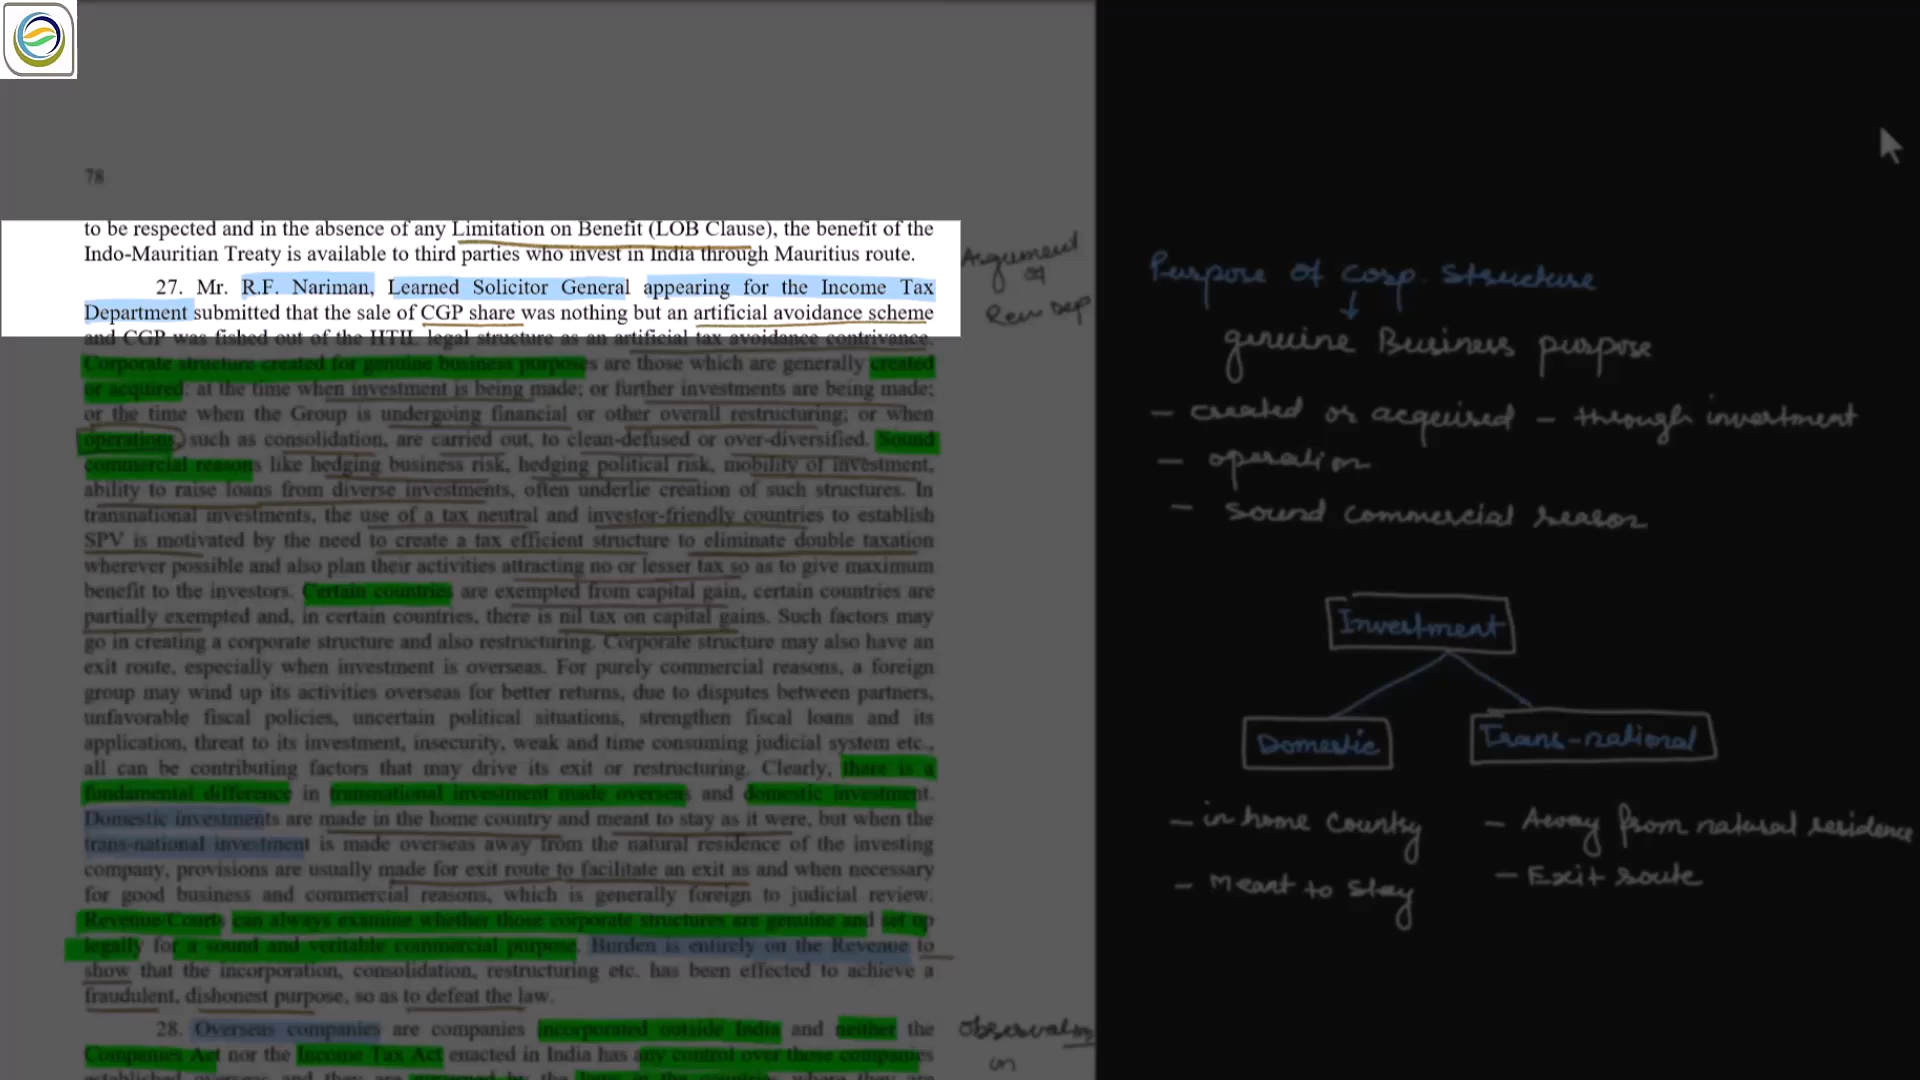 78
to be respected and in the absence of any Limitation on Benefit (LOB Clause), the benefit of the
Indo-Mauritian Treaty is available to third parties who invest in India through Mauritius route.
27. Mr. R.F. Nariman, Learned Solicitor General appearing for the Income Tax
Department submitted that the sale of CGP share was nothing but an artificial avoidance scheme
and CGP was fished out of the HTIL legal structure as an artificial tax avoidance contrivance.
Corporate structure created for genuine business purposes are those which are generally created
or acquired: at the time when investment is being made; or further investments are being made;
or the time when the Group is undergoing financial or other overall restructuring; or when
operations, such as consolidation, are carried out, to clean-defused or over-diversified. Sound
commercial reasons like hedging business risk, hedging political risk, mobility of investment,
ability to raise loans from diverse investments, often underlie creation of such structures. In
transnational investments, the use of a tax neutral and investor-friendly countries to establish
SPV is motivated by the need to create a tax efficient structure to eliminate double taxation
wherever possible and also plan their activities attracting no or lesser tax so as to give maximum
benefit to the investors. Certain countries are exempted from capital gain, certain countries are
partially exempted and, in certain countries, there is nil tax on capital gains. Such factors may
go in creating a corporate structure and also restructuring. Corporate structure may also have an
exit route, especially when investment is overseas. For purely commercial reasons, a foreign
group may wind up its activities overseas for better returns, due to disputes between partners,
unfavorable fiscal policies, uncertain political situations, strengthen fiscal loans and its
application, threat to its investment, insecurity, weak and time consuming judicial system etc.,
all can be contributing factors that may drive its exit or restructuring. Clearly, there is a
fundamental difference in transnational investment made overseas and domestic investment.
Domestic investments are made in the home country and meant to stay as it were, but when the
trans-national investment is made overseas away from the natural residence of the investing
company, provisions are usually made for exit route to facilitate an exit as and when necessary
for good business and commercial reasons, which is generally foreign to judicial review.
Revenue/Courts can always examine whether those corporate structures are genuine and set up
legally for a sound and veritable commercial purpose. Burden is entirely on the Revenue to
show that the incorporation, consolidation, restructuring etc. has been effected to achieve a
fraudulent, dishonest purpose, so as to defeat the law.
28. Overseas companies are companies incorporated outside India and neither the
Companies Act nor the Income Tax Act enacted in India has any control over those companies
Argument
of
Rev Dep
Observation
on
Purpose of Corp. Structure
genuine Business purpose
- created or acquired - through investment
- operation
- Sound commercial reason
Investment
Domestic
Trans-national
- in home country
- Meant to stay
- Away from natural residence
- Exit route